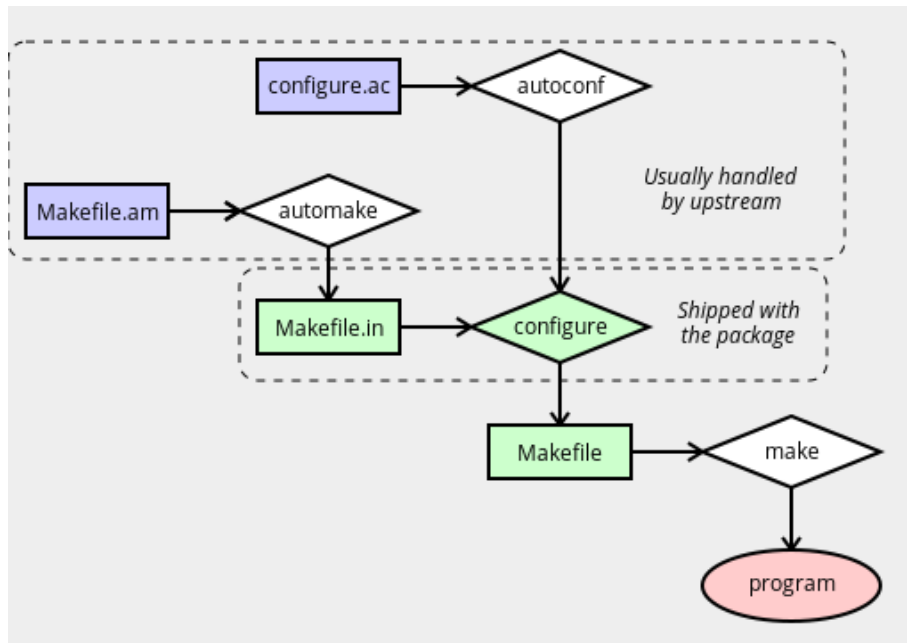 configure.ac
autoconf
Usually handled
by upstream
Makefile.am
automake
Makefile.in
configure
Shipped with
the package
Makefile
make
program